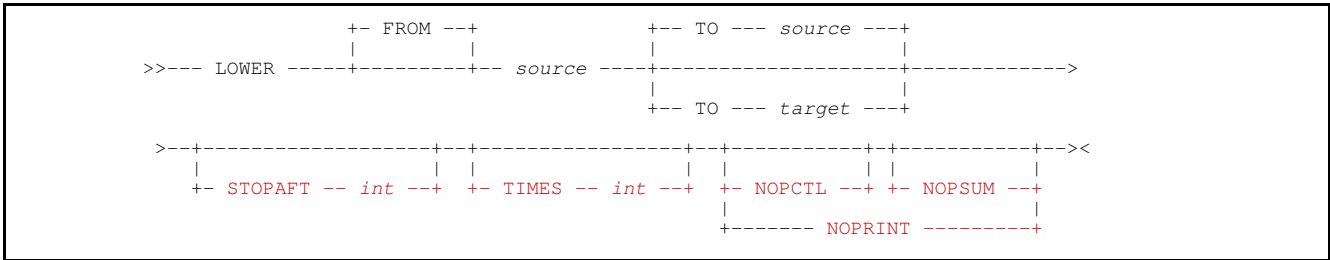 +- FROM --+ +-- TO --- source ---+
| | | |
>>--- LOWER -----+---------+-- source ----+--------------------+------------->
| |
+-- TO --- target ---+
>--+------------------+--+----------------+--+-----------+-+-----------+--><
| | | | | | | |
+- STOPAFT -- int --+ +- TIMES -- int --+ +- NOPCTL --+ +- NOPSUM --+
| |
+------- NOPRINT ---------+